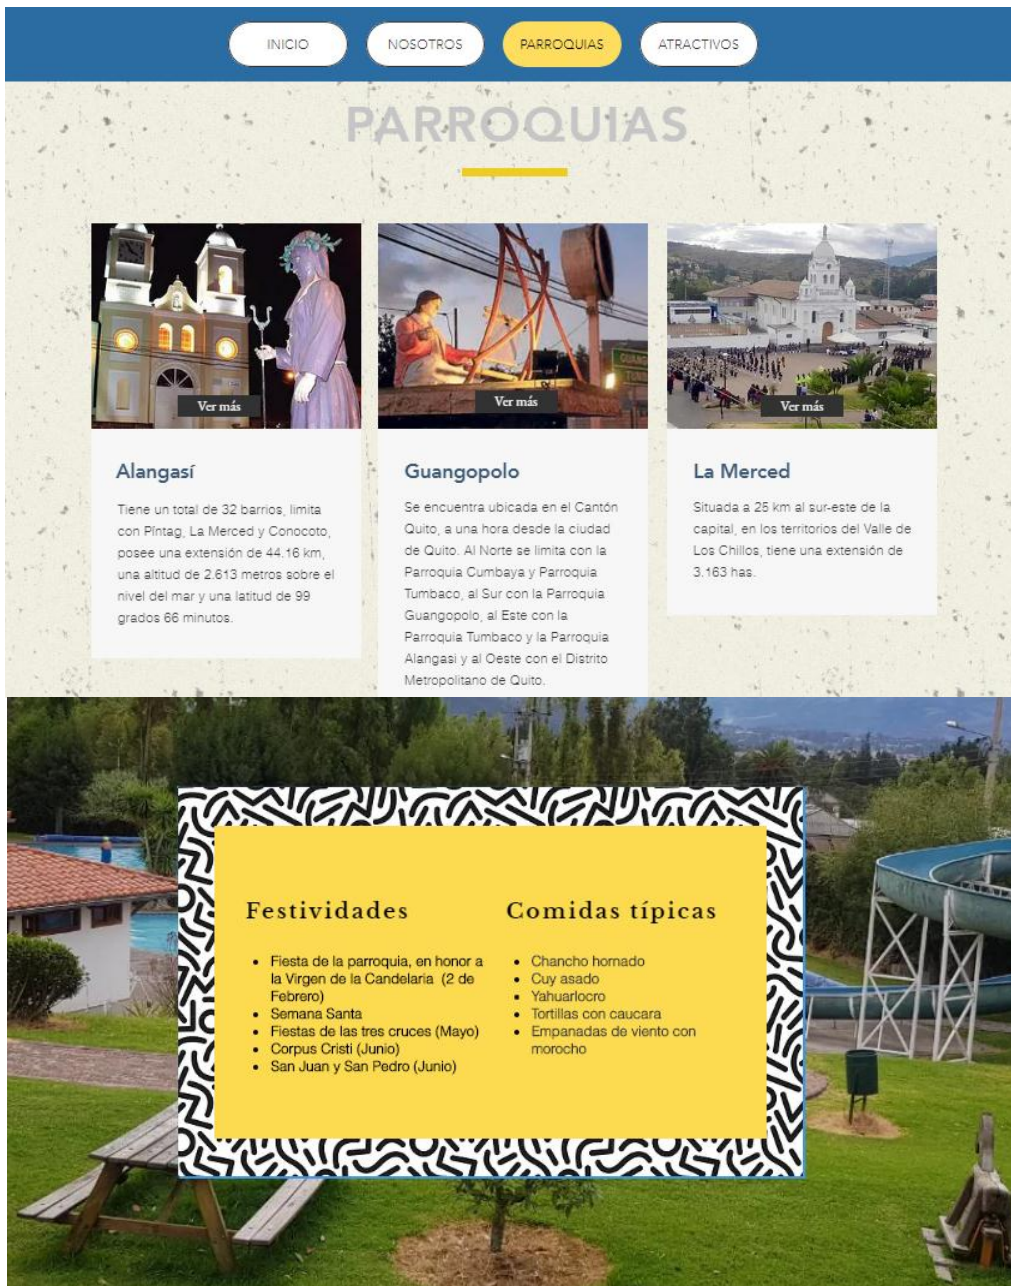 INICIO
NOSOTROS
PARROQUIAS
ATRACTIVOS
PARROQUIAS
Ver más
Ver más
Ver más
Alangasí
Tiene un total de 32 barrios, limita
con Píntag, La Merced y Conocoto,
posee una extensión de 44.16 km,
una altitud de 2.613 metros sobre el
nivel del mar y una latitud de 99
grados 66 minutos.
Guangopolo
Se encuentra ubicada en el Cantón
Quito, a una hora desde la ciudad
de Quito. Al Norte se limita con la
Parroquia Cumbaya y Parroquia
Tumbaco, al Sur con la Parroquia
Guangopolo, al Este con la
Parroquia Tumbaco y la Parroquia
Alangasi y al Oeste con el Distrito
Metropolitano de Quito.
La Merced
Situada a 25 km al sur-este de la
capital, en los territorios del Valle de
Los Chillos, tiene una extensión de
3.163 has.
Festividades
• Fiesta de la parroquia, en honor a
la Virgen de la Candelaria (2 de
Febrero)
• Semana Santa
• Fiestas de las tres cruces (Mayo)
• Corpus Cristi (Junio)
• San Juan y San Pedro (Junio)
Comidas típicas
• Chancho hornado
• Cuy asado
• Yahuarlocro
• Tortillas con caucara
• Empanadas de viento con
morocho